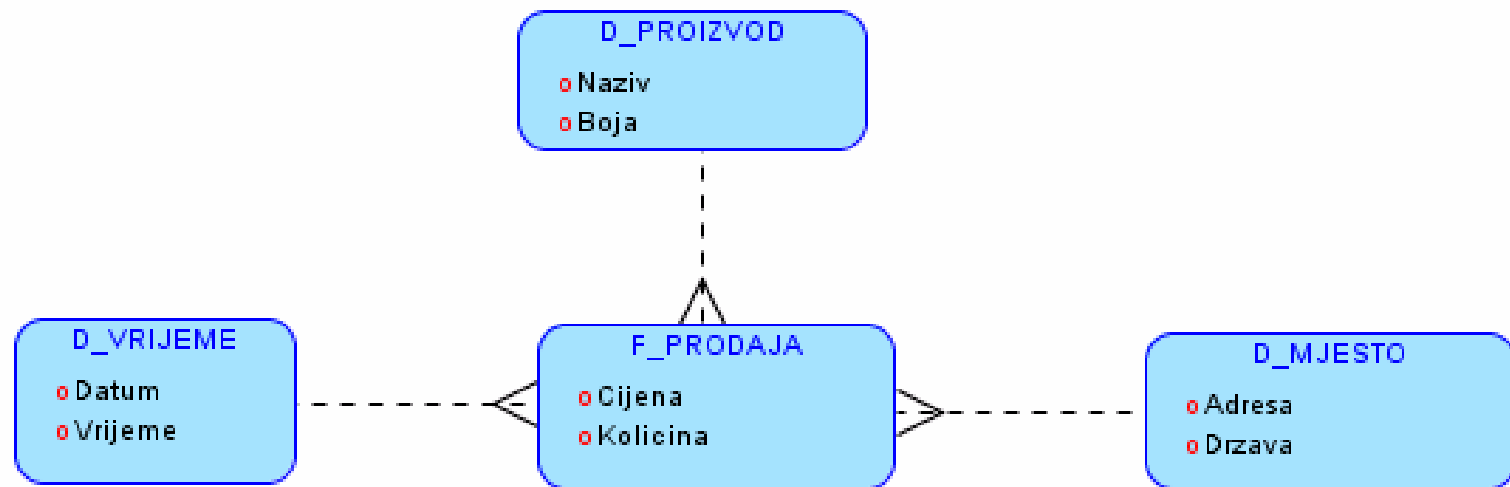 D_PROIZVOD
o Naziv
o Boja
D_VRIJEME
o Datum
o Vrijeme
F_PRODAJA
o Cijena
o Kolicina
D_MJESTO
o Adresa
o Drzava